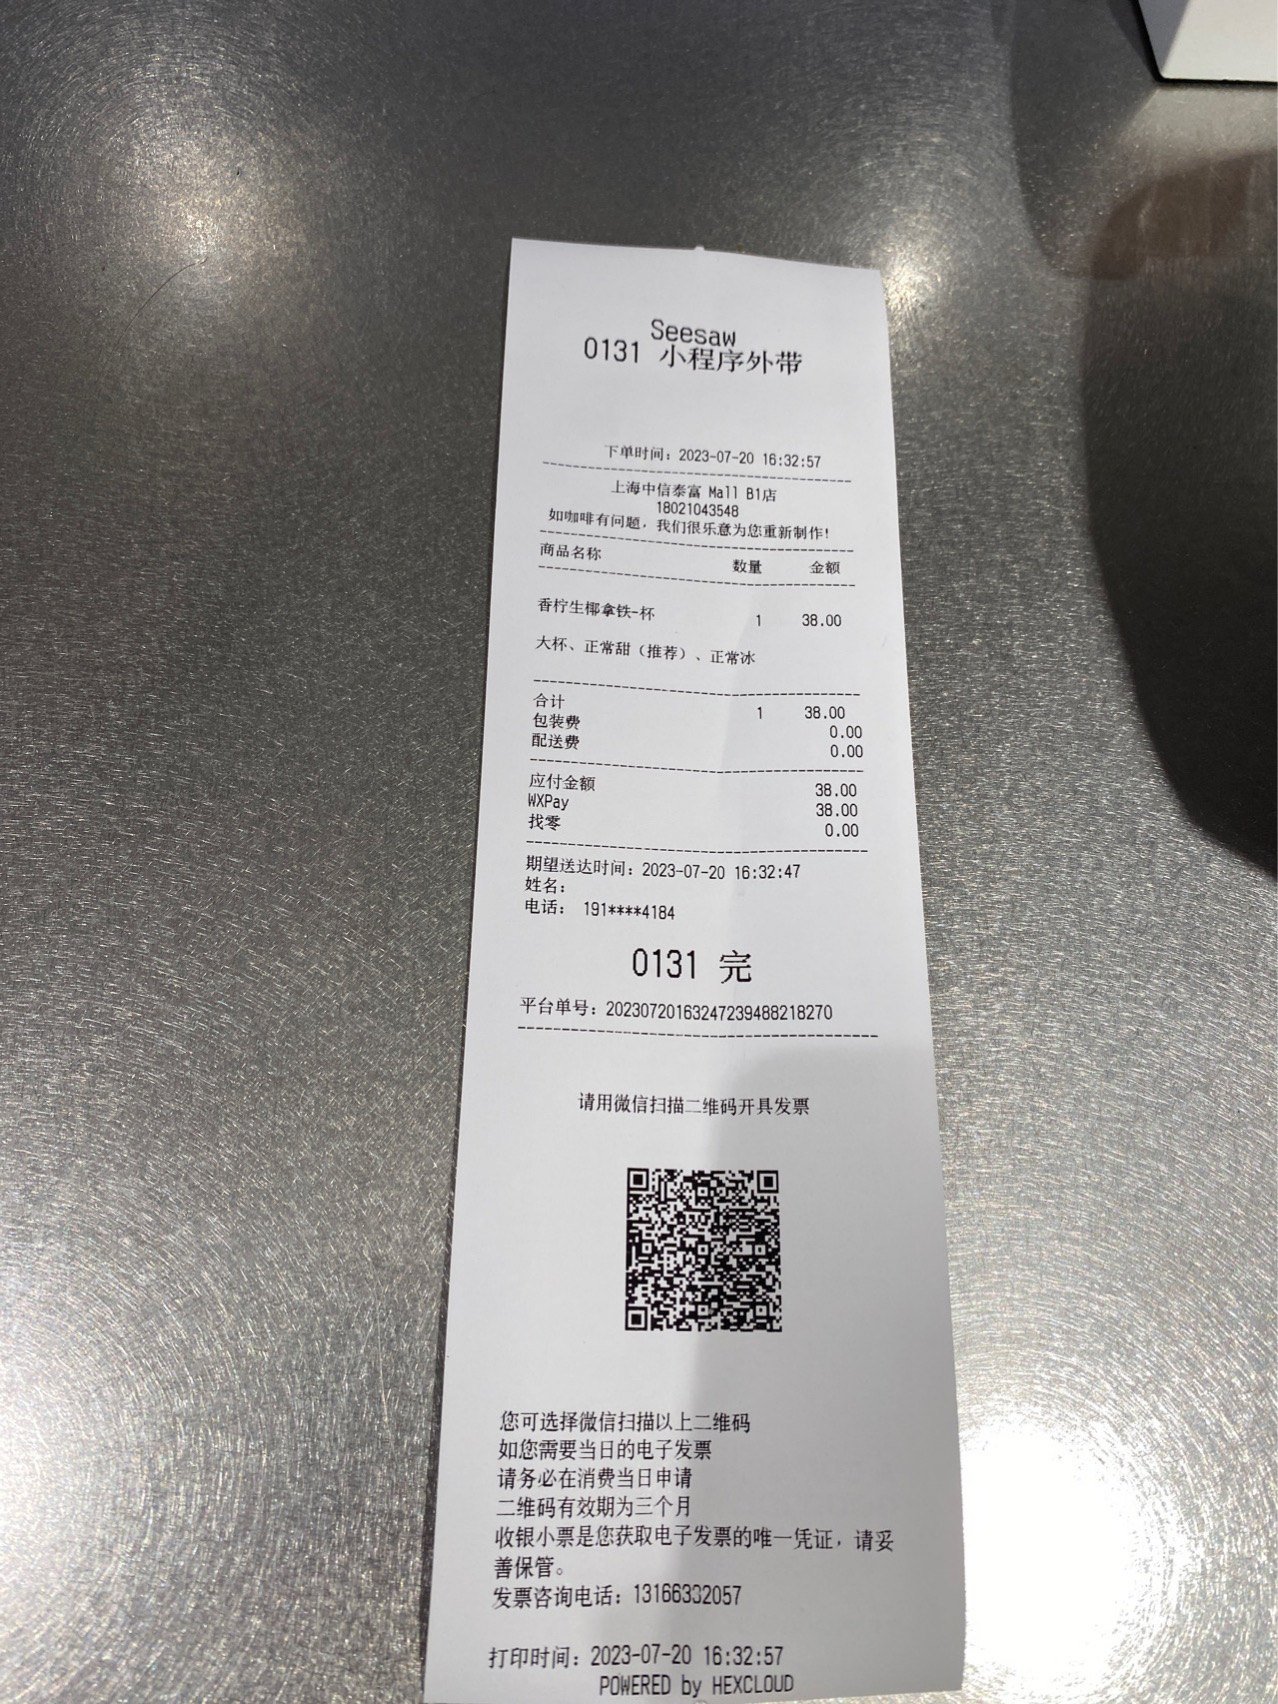 Seesaw
0131 小程序外带
下单时间：2023-07-20 16:32:57
上海中信泰富 Mall B1店
18021043548
如咖啡有问题，我们很乐意为您重新制作！
商品名称 数量 金额
香柠生椰拿铁-杯 1 38.00
大杯、正常甜（推荐）、正常冰
合计 1 38.00
包装费 0.00
配送费 0.00
应付金额 38.00
WXPay 38.00
找零 0.00
期望送达时间：2023-07-20 16:32:47
姓名：
电话： 191****4184
0131 完
平台单号：20230720163247239488218270
请用微信扫描二维码开具发票
您可选择微信扫描以上二维码
如您需要当日的电子发票
请务必在消费当日申请
二维码有效期为三个月
收银小票是您获取电子发票的唯一凭证，请妥
善保管。
发票咨询电话：13166332057
打印时间：2023-07-20 16:32:57
POWERED by HEXCLOUD